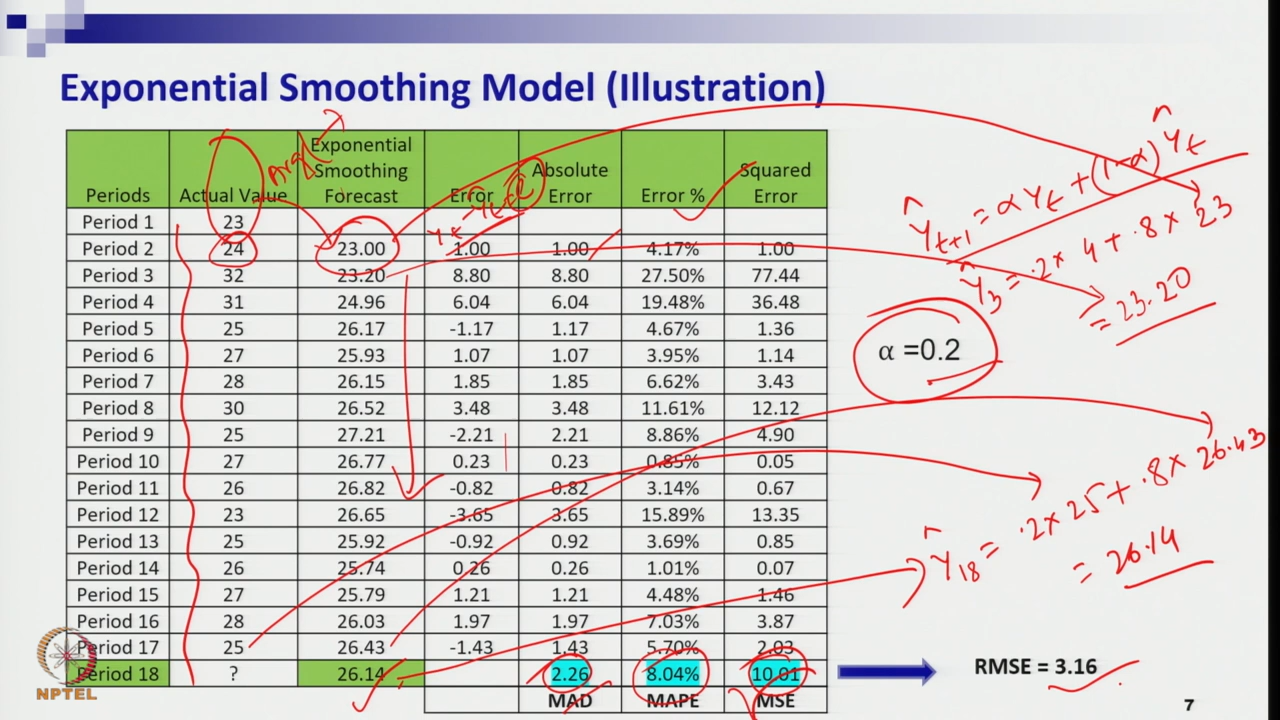 Exponential Smoothing Model (Illustration)
Periods Actual Value Exponential Smoothing Forecast Error Absolute Error Error % Squared Error
Period 1 23
Period 2 24 23.00 1.00 1.00 4.17% 1.00
Period 3 32 23.20 8.80 8.80 27.50% 77.44
Period 4 31 24.96 6.04 6.04 19.48% 36.48
Period 5 25 26.17 -1.17 1.17 4.67% 1.36
Period 6 27 25.93 1.07 1.07 3.95% 1.14
Period 7 28 26.15 1.85 1.85 6.62% 3.43
Period 8 30 26.52 3.48 3.48 11.61% 12.12
Period 9 25 27.21 -2.21 2.21 8.86% 4.90
Period 10 27 26.77 0.23 0.23 0.85% 0.05
Period 11 26 26.82 -0.82 0.82 3.14% 0.67
Period 12 23 26.65 -3.65 3.65 15.89% 13.35
Period 13 25 25.92 -0.92 0.92 3.69% 0.85
Period 14 26 25.74 0.26 0.26 1.01% 0.07
Period 15 27 25.79 1.21 1.21 4.48% 1.46
Period 16 28 26.03 1.97 1.97 7.03% 3.87
Period 17 25 26.43 -1.43 1.43 5.70% 2.03
Period 18 ? 26.14 2.26 8.04% 10.01
MAD MAPE MSE
Ŷt+1 = αYt + (1-α) Ŷt
Ŷ3 = .2 × 4 + .8 × 23
= 23.20
α =0.2
Ŷ18 = .2 × 25 + .8 × 26.43
= 26.14
RMSE = 3.16
NPTEL
7